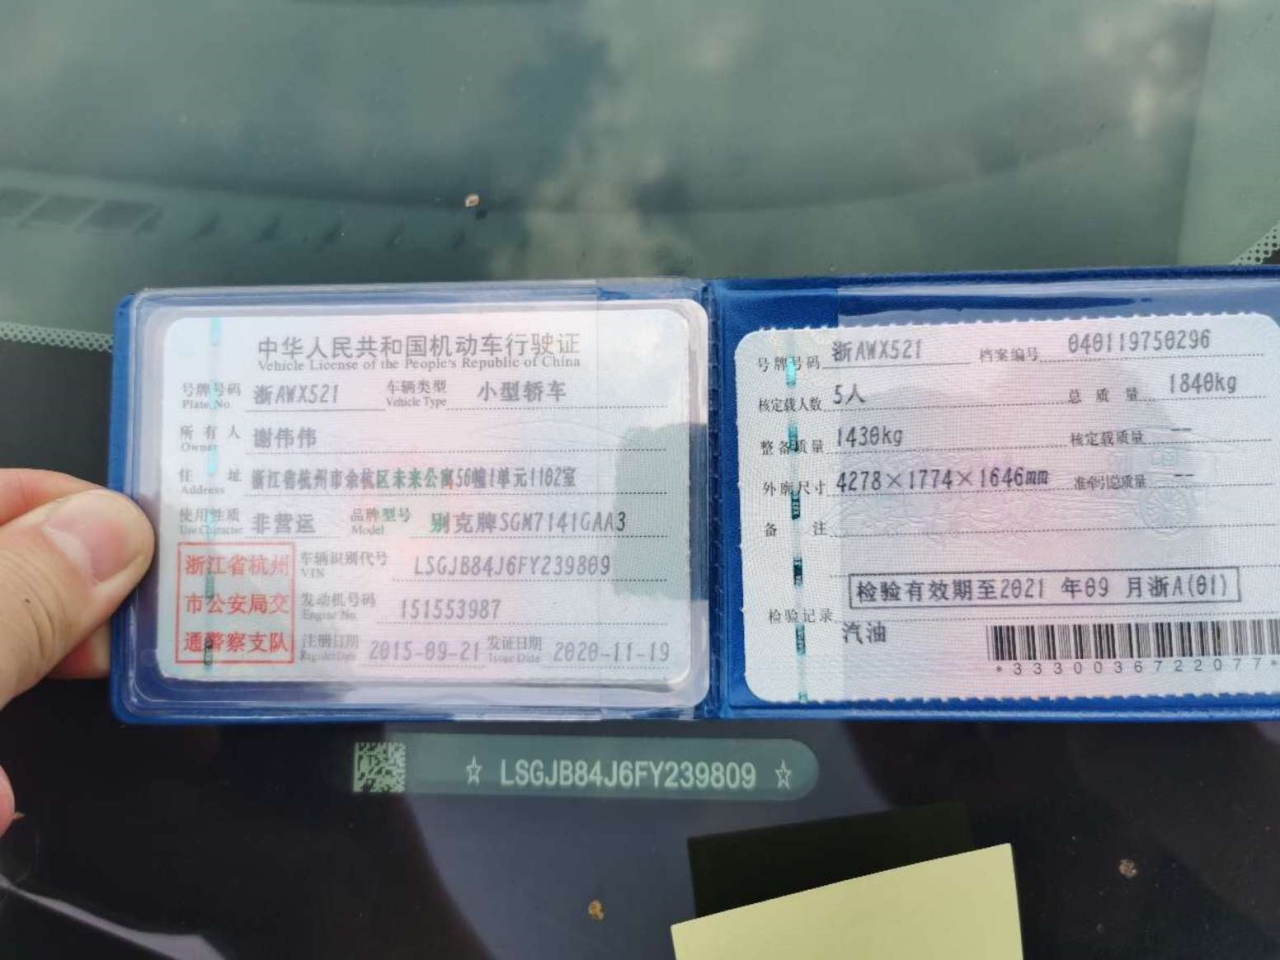 中华人民共和国机动车行驶证
Vehicle License of the People's Republic of China
号牌号码 浙AWX521 车辆类型 小型轿车
Plate No. Vehicle Type
所有人 谢伟伟
Owner
住址 浙江省杭州市余杭区未来公寓56幢1单元1102室
Address
使用性质 非营运 品牌型号 别克牌SGM7141GAA3
Use Character Model
浙江省杭州
市公安局交
通警察支队
车辆识别代号 LSGJB84J6FY239809
VIN
发动机号码 151553987
Engine No.
注册日期 2015-09-21 发证日期 2020-11-19
Register Date Issue Date
号牌号码 浙AWX521 档案编号 040119750296
核定载人数 5人 总质量 1840kg
整备质量 1430kg 核定载质量 --
外廓尺寸 4278×1774×1646mm 准牵引总质量 --
备注
检验有效期至2021 年09 月浙A(01)
检验记录
汽油
*3330036722077*
☆ LSGJB84J6FY239809 ☆